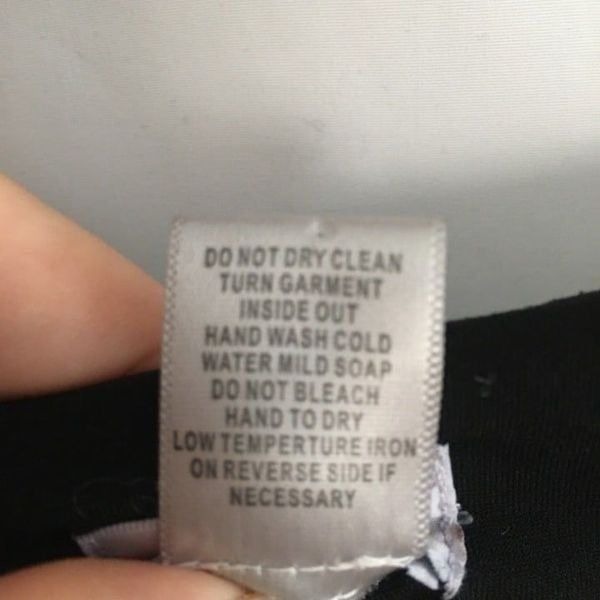 DO NOT DRY CLEAN
TURN GARMENT
INSIDE OUT
HAND WASH COLD
WATER MILD SOAP
DO NOT BLEACH
HAND TO DRY
LOW TEMPERTURE IRON
ON REVERSE SIDE IF
NECESSARY